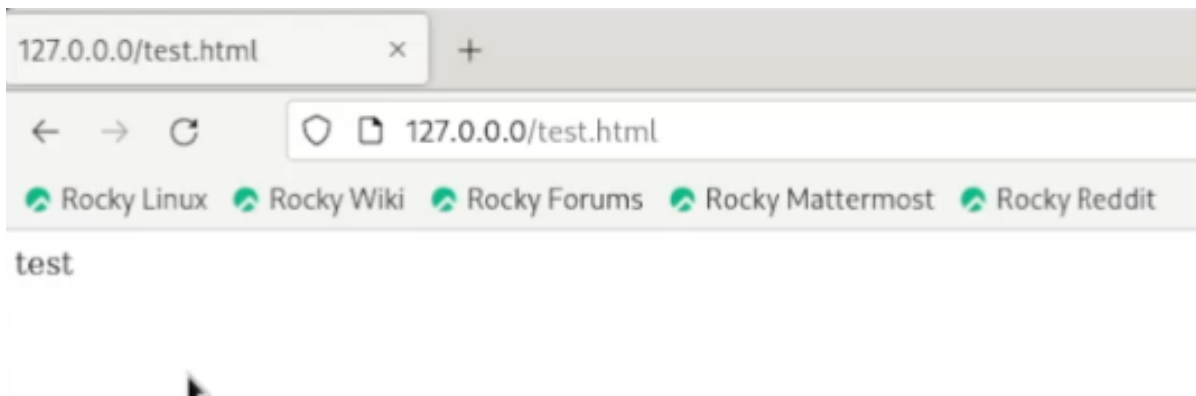 127.0.0.0/test.html
127.0.0.0/test.html
Rocky Linux Rocky Wiki Rocky Forums Rocky Mattermost Rocky Reddit
test